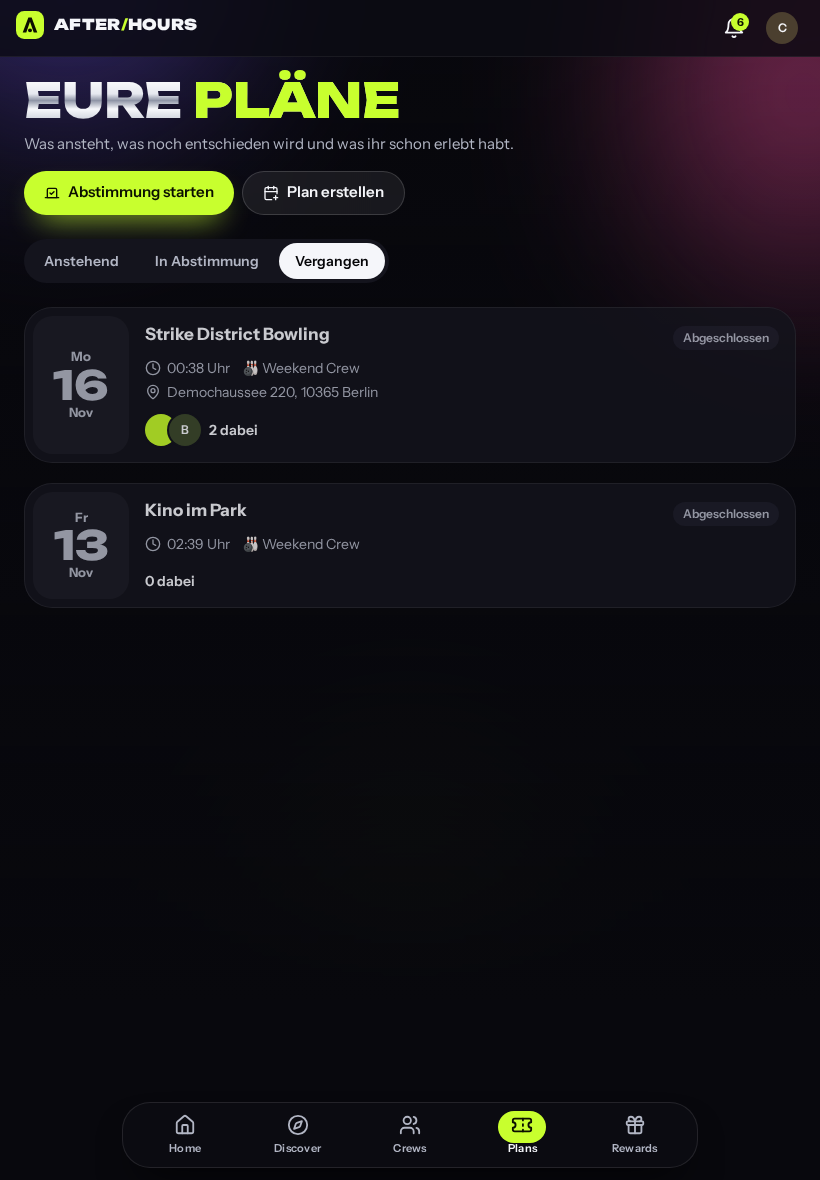 AFTER/HOURS
6
C
EURE PLÄNE
Was ansteht, was noch entschieden wird und was ihr schon erlebt habt.
Abstimmung starten
Plan erstellen
Anstehend
In Abstimmung
Vergangen
Mo
16
Nov
Strike District Bowling
Abgeschlossen
00:38 Uhr 🎳 Weekend Crew
Demochaussee 220, 10365 Berlin
B
2 dabei
Fr
13
Nov
Kino im Park
Abgeschlossen
02:39 Uhr 🎳 Weekend Crew
0 dabei
Home
Discover
Crews
Plans
Rewards